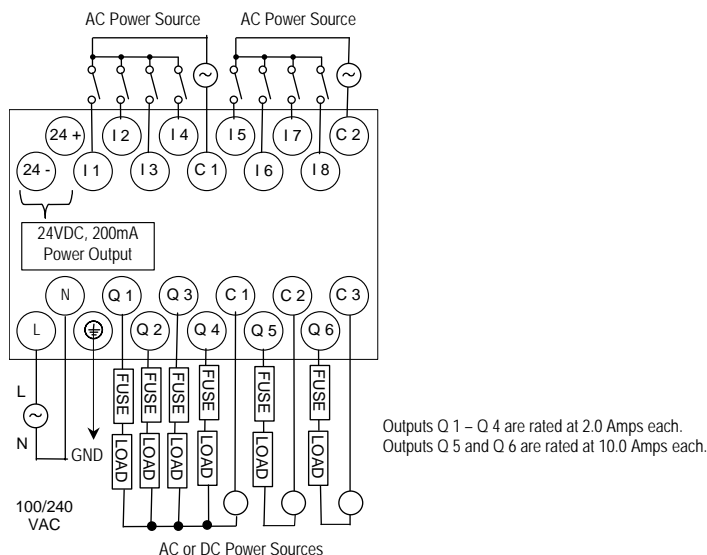 AC Power Source AC Power Source
24 + I 2 I 4 I 5 I 7 C 2
24 - I 1 I 3 C 1 I 6 I 8
24VDC, 200mA
Power Output
N Q 1 Q 3 C 1 C 2 C 3
L Q 2 Q 4 Q 5 Q 6
FUSE FUSE FUSE FUSE FUSE FUSE
L
N
GND
LOAD LOAD LOAD LOAD LOAD LOAD
Outputs Q 1 – Q 4 are rated at 2.0 Amps each.
Outputs Q 5 and Q 6 are rated at 10.0 Amps each.
100/240
VAC
AC or DC Power Sources